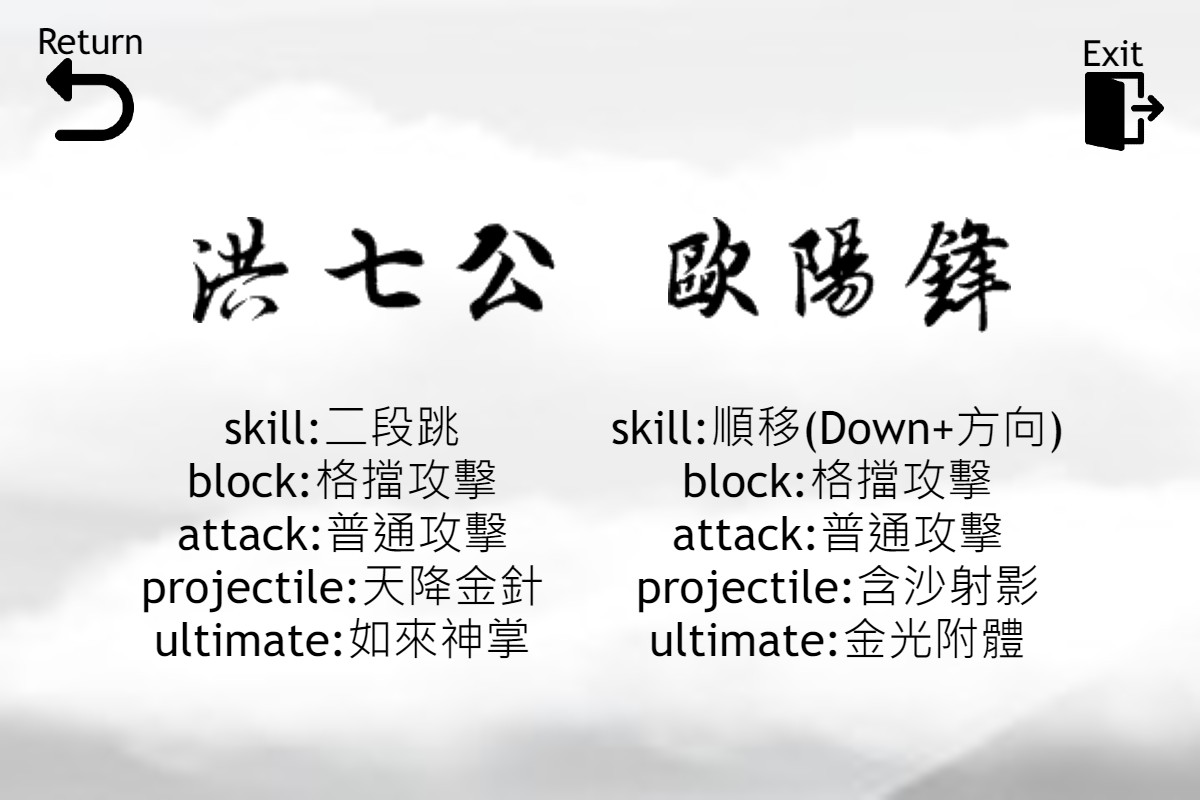 Return
Exit
洪七公
歐陽鋒
skill:二段跳
block:格擋攻擊
attack:普通攻擊
projectile:天降金針
ultimate:如來神掌
skill:順移(Down+方向)
block:格擋攻擊
attack:普通攻擊
projectile:含沙射影
ultimate:金光附體